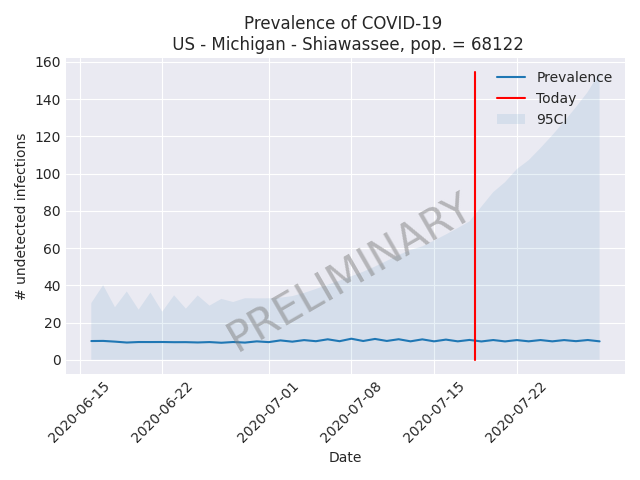 Prevalence of COVID-19
US - Michigan - Shiawassee, pop. = 68122
160
140
120
100
80
60
40
20
0
# undetected infections
Prevalence
Today
95CI
PRELIMINARY
2020-06-15
2020-06-22
2020-07-01
2020-07-08
2020-07-15
2020-07-22
Date